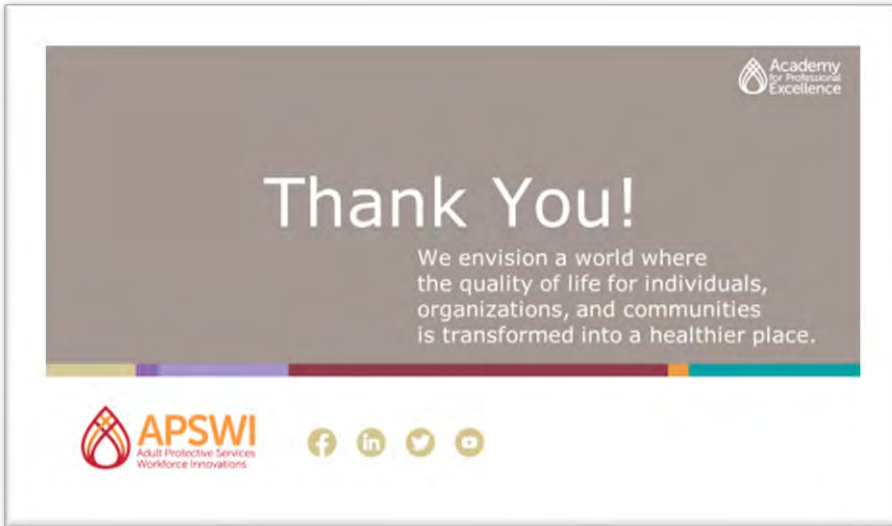 Academy
for Professional
Excellence
Thank You!
We envision a world where
the quality of life for individuals,
organizations, and communities
is transformed into a healthier place.
APSWI
Adult Protective Services
Workforce Innovations